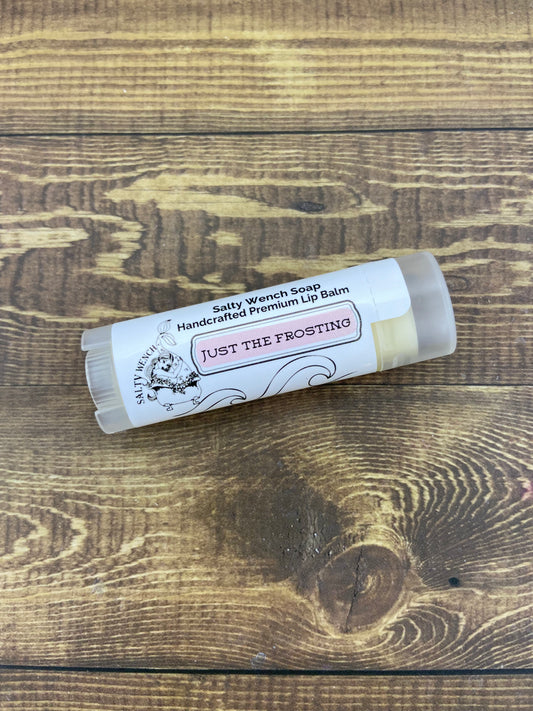 Salty Wench Soap
Handcrafted Premium Lip Balm
JUST THE FROSTING
SALTY WENCH